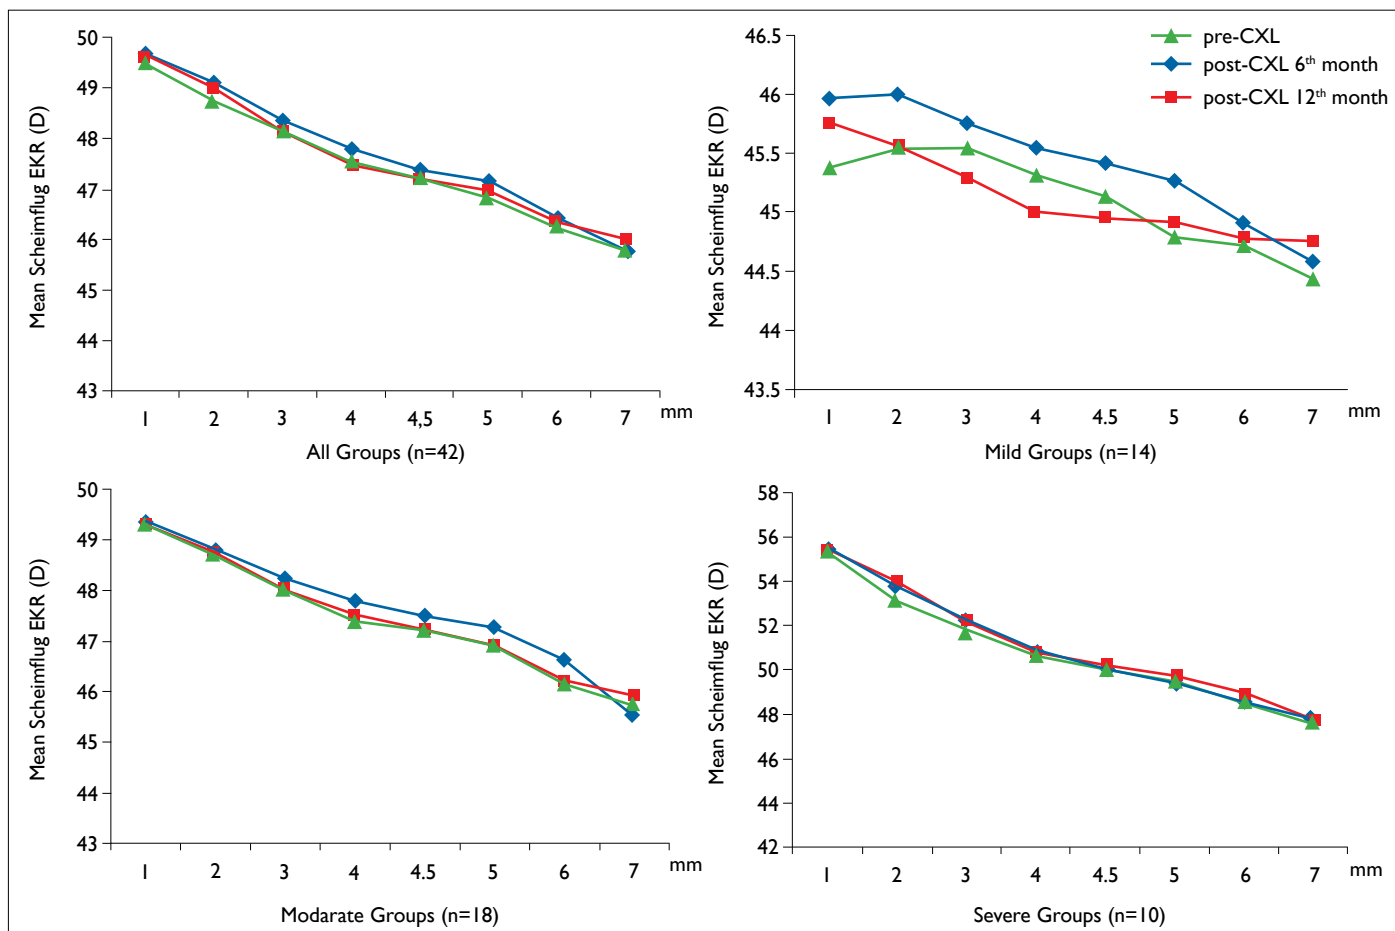 50
49
48
47
46
45
44
43
Mean Scheimflug EKR (D)
1 2 3 4 4,5 5 6 7 mm
All Groups (n=42)
46.5
46
45.5
45
44.5
44
43.5
Mean Scheimflug EKR (D)
pre-CXL
post-CXL 6th month
post-CXL 12th month
1 2 3 4 4.5 5 6 7 mm
Mild Groups (n=14)
50
49
48
47
46
45
44
43
Mean Scheimflug EKR (D)
1 2 3 4 4.5 5 6 7 mm
Modarate Groups (n=18)
58
56
54
52
50
48
46
44
42
Mean Scheimflug EKR (D)
1 2 3 4 4.5 5 6 7 mm
Severe Groups (n=10)